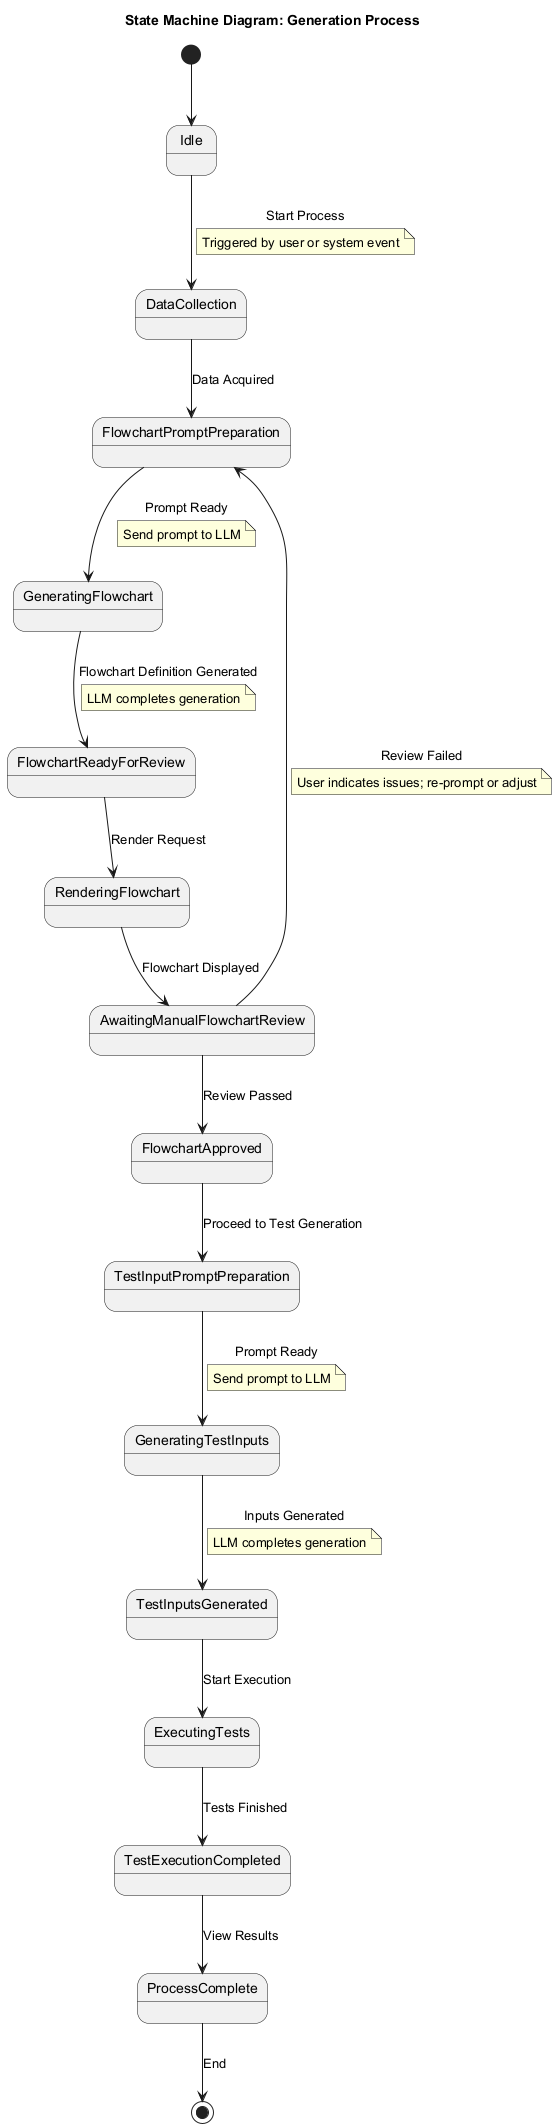 State Machine Diagram: Generation Process
Idle
Start Process
Triggered by user or system event
DataCollection
Data Acquired
FlowchartPromptPreparation
Prompt Ready
Send prompt to LLM
GeneratingFlowchart
Flowchart Definition Generated
LLM completes generation
FlowchartReadyForReview
Review Failed
User indicates issues; re-prompt or adjust
Render Request
RenderingFlowchart
Flowchart Displayed
AwaitingManualFlowchartReview
Review Passed
FlowchartApproved
Proceed to Test Generation
TestInputPromptPreparation
Prompt Ready
Send prompt to LLM
GeneratingTestInputs
Inputs Generated
LLM completes generation
TestInputsGenerated
Start Execution
ExecutingTests
Tests Finished
TestExecutionCompleted
View Results
ProcessComplete
End